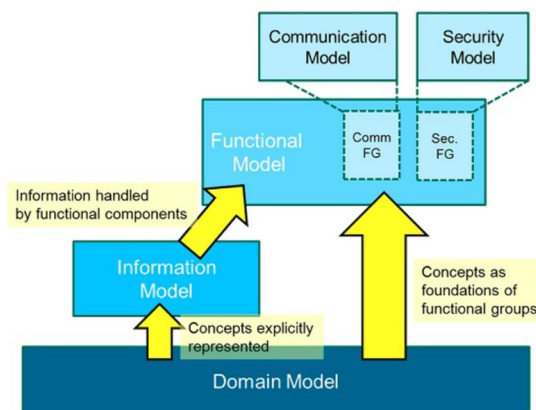 Communication
Model
Security
Model
Functional
Model
Comm
FG
Sec.
FG
Information handled
by functional components
Information
Model
Concepts as
foundations of
functional groups
Concepts explicitly
represented
Domain Model